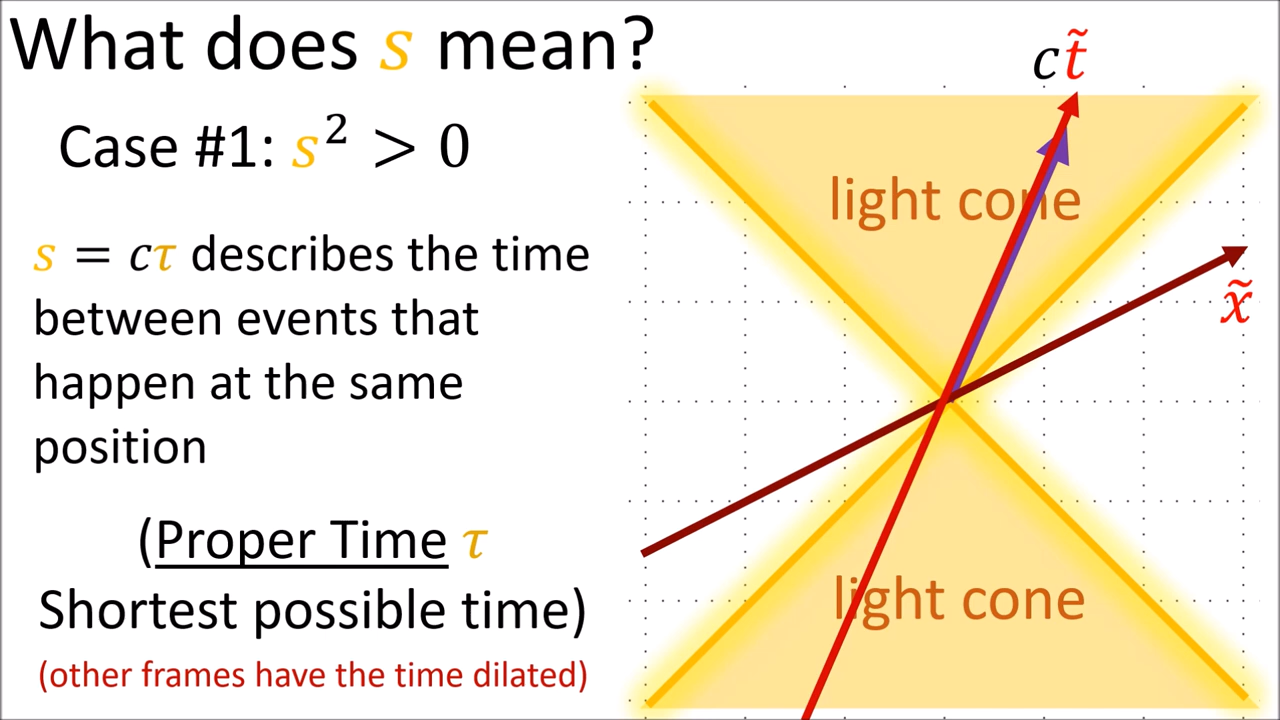 What does s mean?
Case #1: s² > 0
s = cτ describes the time
between events that
happen at the same
position
(Proper Time τ
Shortest possible time)
(other frames have the time dilated)
ct̃
light cone
x̃
light cone